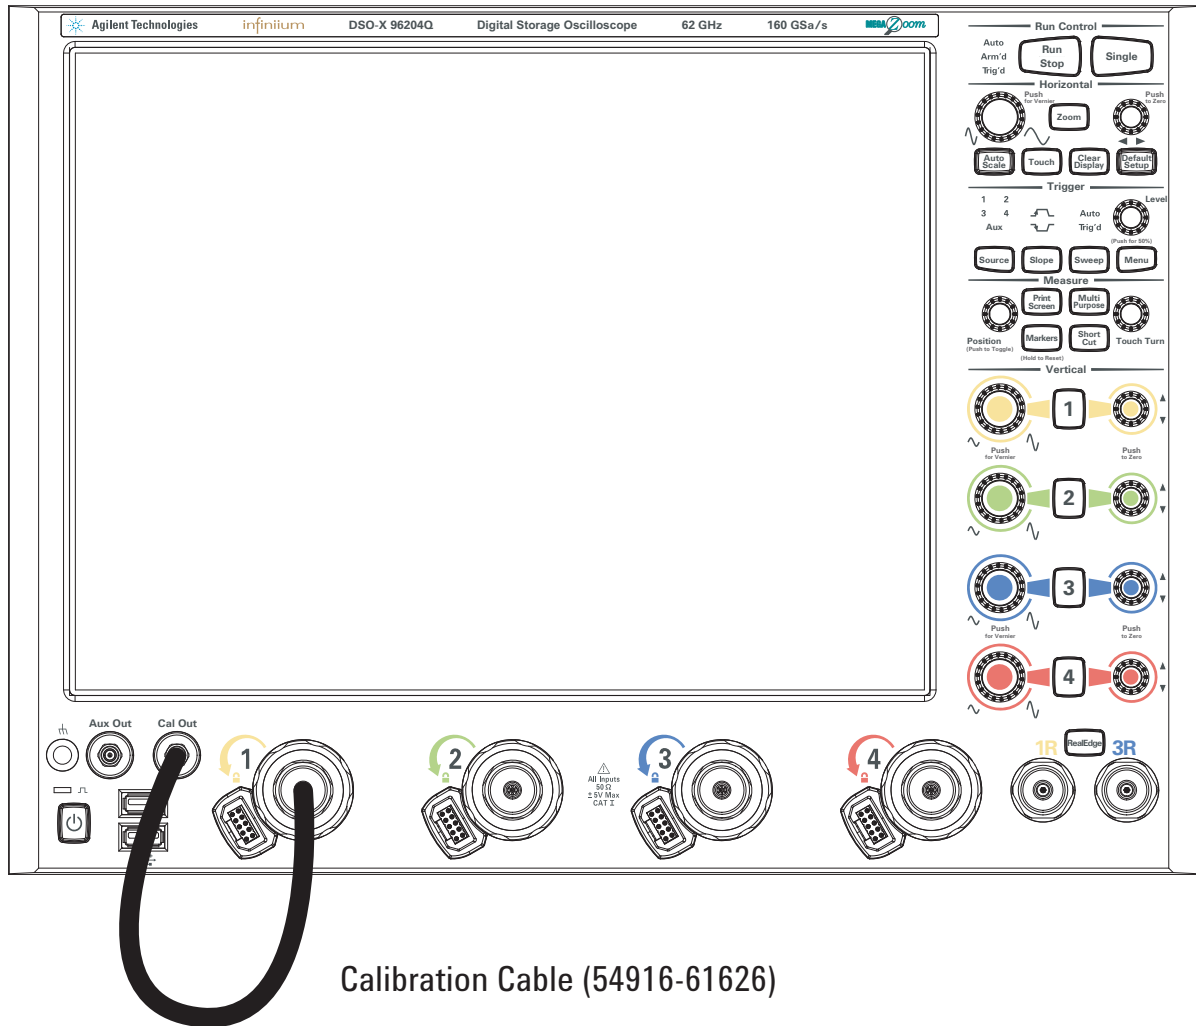 Agilent Technologies infiniium DSO-X 96204Q Digital Storage Oscilloscope 62 GHz 160 GSa/s MEGA Zoom
Run Control
Auto
Arm'd
Trig'd
Run
Stop
Single
Horizontal
Push
for Vernier
Zoom
Push
to Zero
Auto
Scale
Touch
Clear
Display
Default
Setup
Trigger
1 2
3 4
Aux
Auto
Trig'd
Level
(Push for 50%)
Source
Slope
Sweep
Menu
Measure
Print
Screen
Multi
Purpose
Position
(Push to Toggle)
Markers
(Hold to Reset)
Short
Cut
Touch Turn
Vertical
1
Push
for Vernier
Push
to Zero
2
3
Push
for Vernier
Push
to Zero
4
Aux Out
Cal Out
1
2
3
4
All Inputs
50 Ω
± 5V Max
CAT I
1R
RealEdge
3R
Calibration Cable (54916-61626)